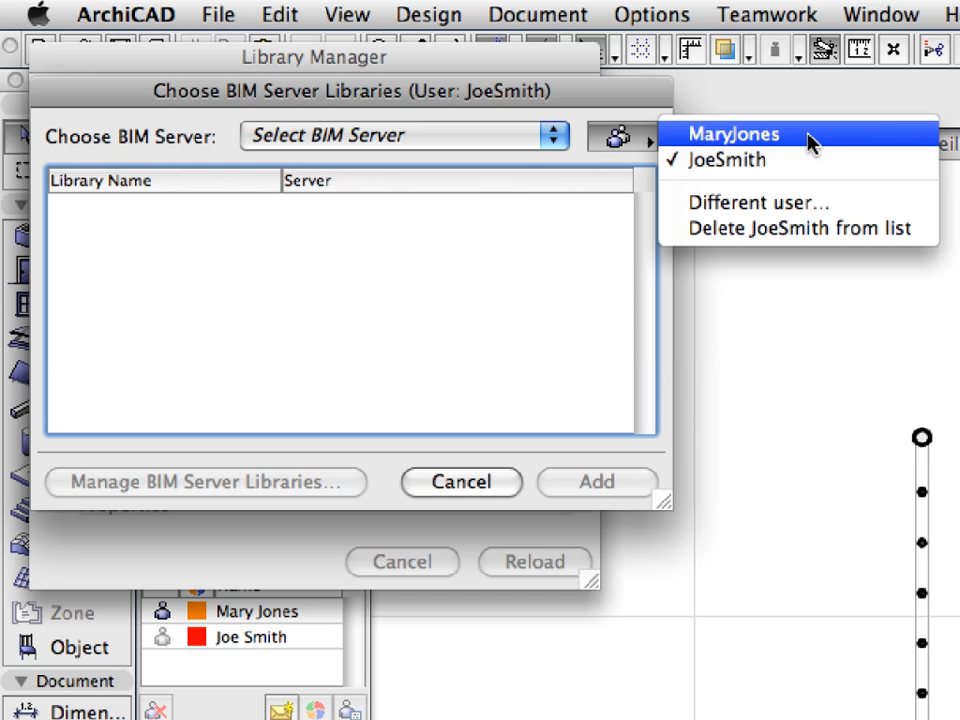 ArchiCAD File Edit View Design Document Options Teamwork Window
Library Manager
Choose BIM Server Libraries (User: JoeSmith)
Choose BIM Server: Select BIM Server
MaryJones
✓ JoeSmith
Different user...
Delete JoeSmith from list
Library Name Server
Manage BIM Server Libraries... Cancel Add
Cancel Reload
Mary Jones
Joe Smith
Zone
Object
Document
Dimen...